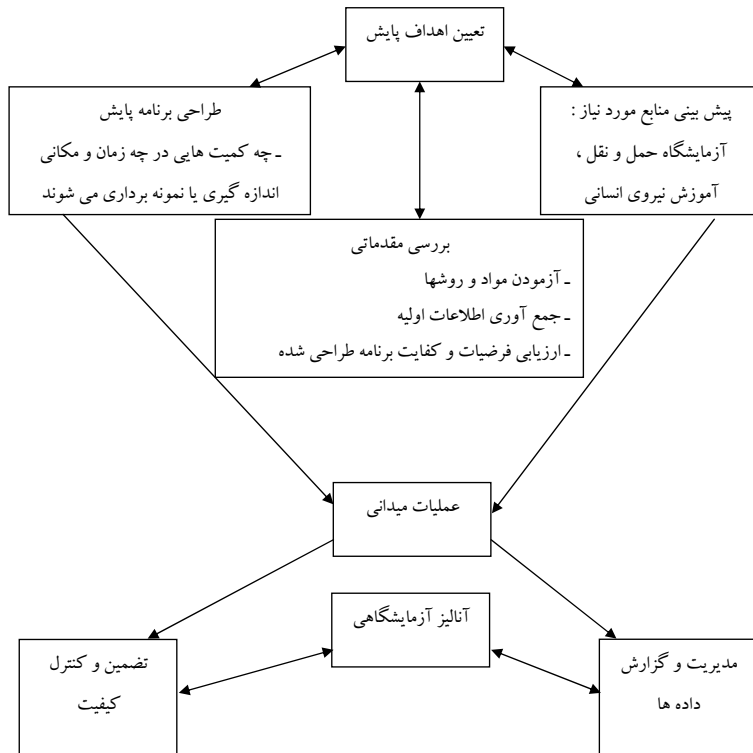 تعیین اهداف پایش
پیش بینی منابع مورد نیاز :
آزمایشگاه حمل و نقل ،
آموزش نیروی انسانی
طراحی برنامه پایش
ـ چه کمیت هایی در چه زمان و مکانی
اندازه گیری یا نمونه برداری می شوند
بررسی مقدماتی
ـ آزمودن مواد و روشها
ـ جمع آوری اطلاعات اولیه
ـ ارزیابی فرضیات و کفایت برنامه طراحی شده
عملیات میدانی
آنالیز آزمایشگاهی
مدیریت و گزارش
داده ها
تضمین و کنترل
کیفیت